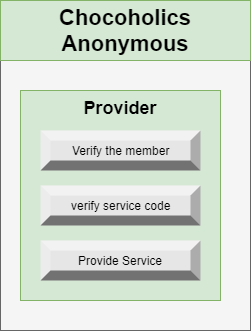 Chocoholics
Anonymous
Provider
Verify the member
verify service code
Provide Service